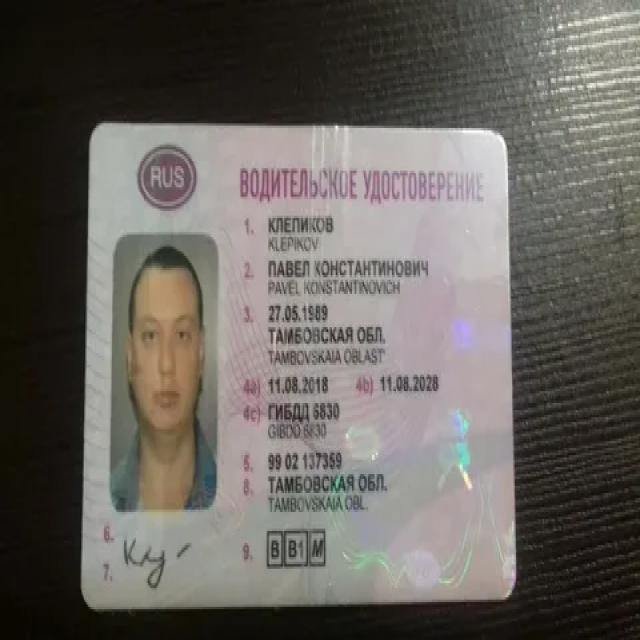 RUS
ВОДИТЕЛЬСКОЕ УДОСТОВЕРЕНИЕ
1. КЛЕПИКОВ
KLEPIKOV
2. ПАВЕЛ КОНСТАНТИНОВИЧ
PAVEL KONSTANTINOVICH
3. 27.05.1989
ТАМБОВСКАЯ ОБЛ.
TAMBOVSKAIA OBLAST'
4a) 11.08.2018 4b) 11.08.2028
4c) ГИБДД 6830
GIBDD 6830
5. 99 02 137359
8. ТАМБОВСКАЯ ОБЛ.
TAMBOVSKAIA OBL.
6.
7.
9. B B1 M